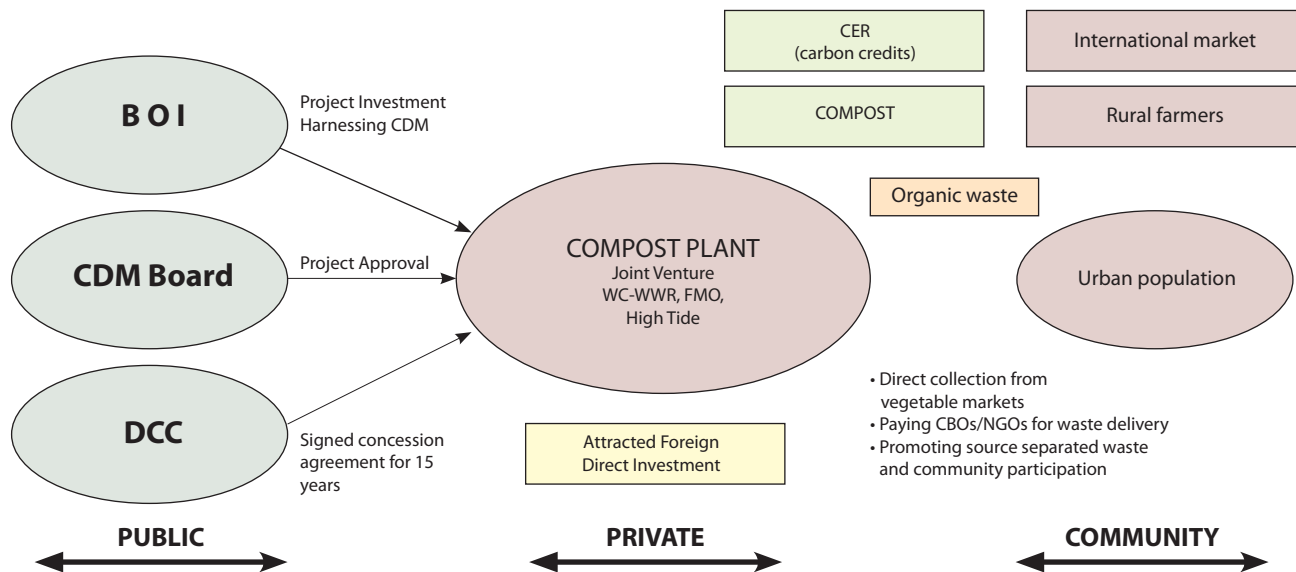 CER
(carbon credits)
International market
B O I
Project Investment
Harnessing CDM
COMPOST
Rural farmers
Organic waste
CDM Board
Project Approval
COMPOST PLANT
Joint Venture
WC-WWR, FMO,
High Tide
Urban population
DCC
Signed concession
agreement for 15
years
Attracted Foreign
Direct Investment
• Direct collection from
vegetable markets
• Paying CBOs/NGOs for waste delivery
• Promoting source separated waste
and community participation
PUBLIC
PRIVATE
COMMUNITY